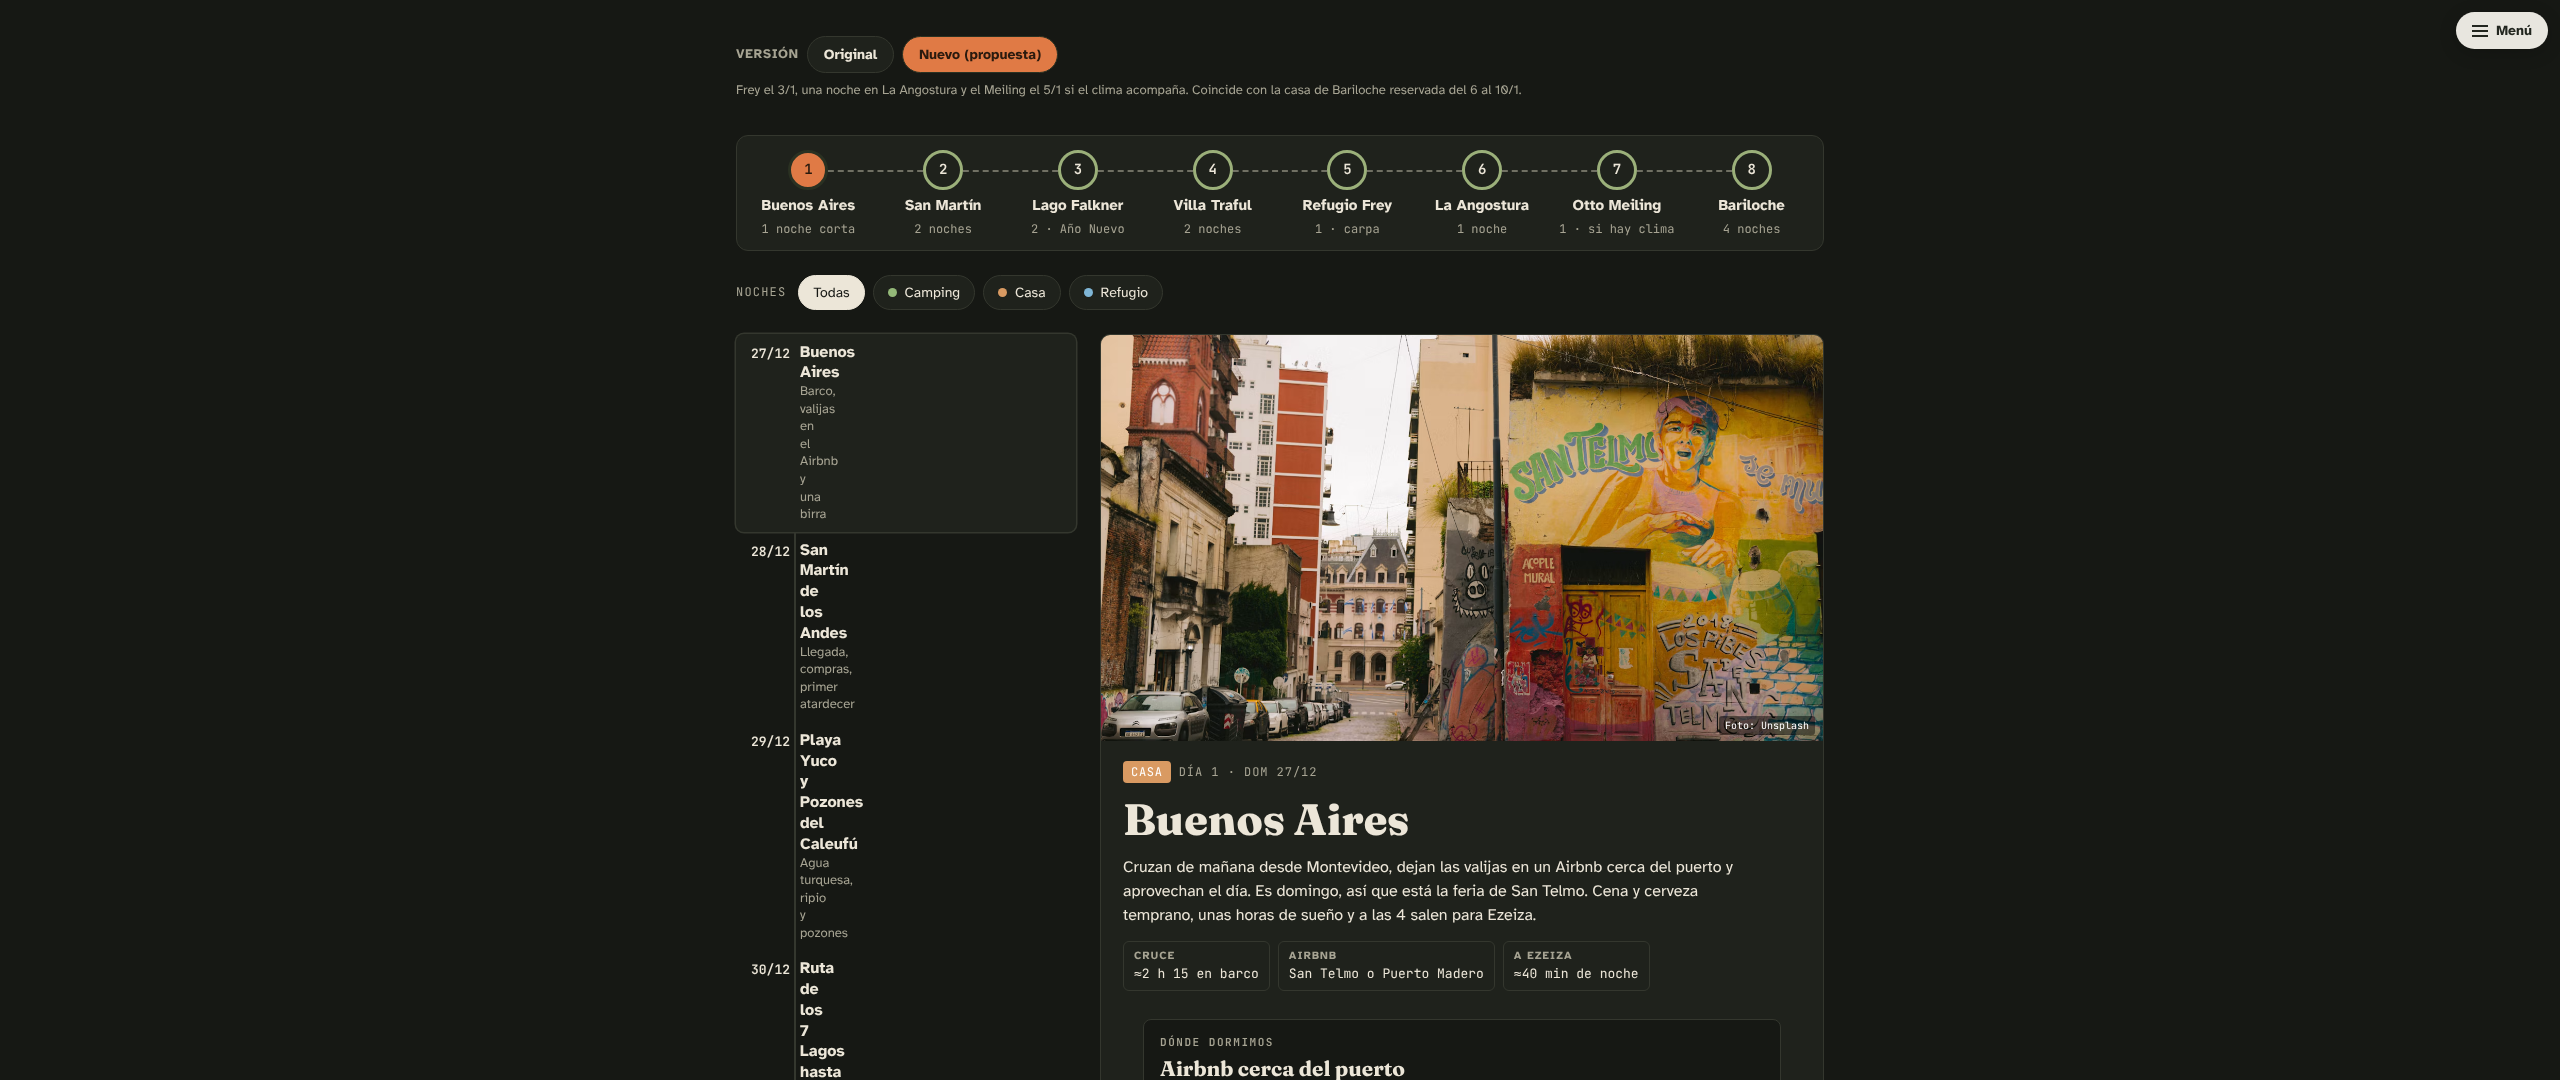 Menú
VERSIÓN Original Nuevo (propuesta)
Frey el 3/1, una noche en La Angostura y el Meiling el 5/1 si el clima acompaña. Coincide con la casa de Bariloche reservada del 6 al 10/1.
1 2 3 4 5 6 7 8
Buenos Aires San Martín Lago Falkner Villa Traful Refugio Frey La Angostura Otto Meiling Bariloche
1 noche corta 2 noches 2 · Año Nuevo 2 noches 1 · carpa 1 noche 1 · si hay clima 4 noches
NOCHES Todas Camping Casa Refugio
27/12 Buenos
Aires
Barco,
valijas
en
el
Airbnb
y
una
birra
28/12 San
Martín
de
los
Andes
Llegada,
compras,
primer
atardecer
29/12 Playa
Yuco
y
Pozones
del
Caleufú
Agua
turquesa,
ripio
y
pozones
30/12 Ruta
de
los
7
Lagos
hasta
SAN TELMO
ACOPLE
MURAL
2018
LOS PIBES
SAN
TELMO
Foto: Unsplash
CASA DÍA 1 · DOM 27/12
Buenos Aires
Cruzan de mañana desde Montevideo, dejan las valijas en un Airbnb cerca del puerto y
aprovechan el día. Es domingo, así que está la feria de San Telmo. Cena y cerveza
temprano, unas horas de sueño y a las 4 salen para Ezeiza.
CRUCE
≈2 h 15 en barco
AIRBNB
San Telmo o Puerto Madero
A EZEIZA
≈40 min de noche
DÓNDE DORMIMOS
Airbnb cerca del puerto